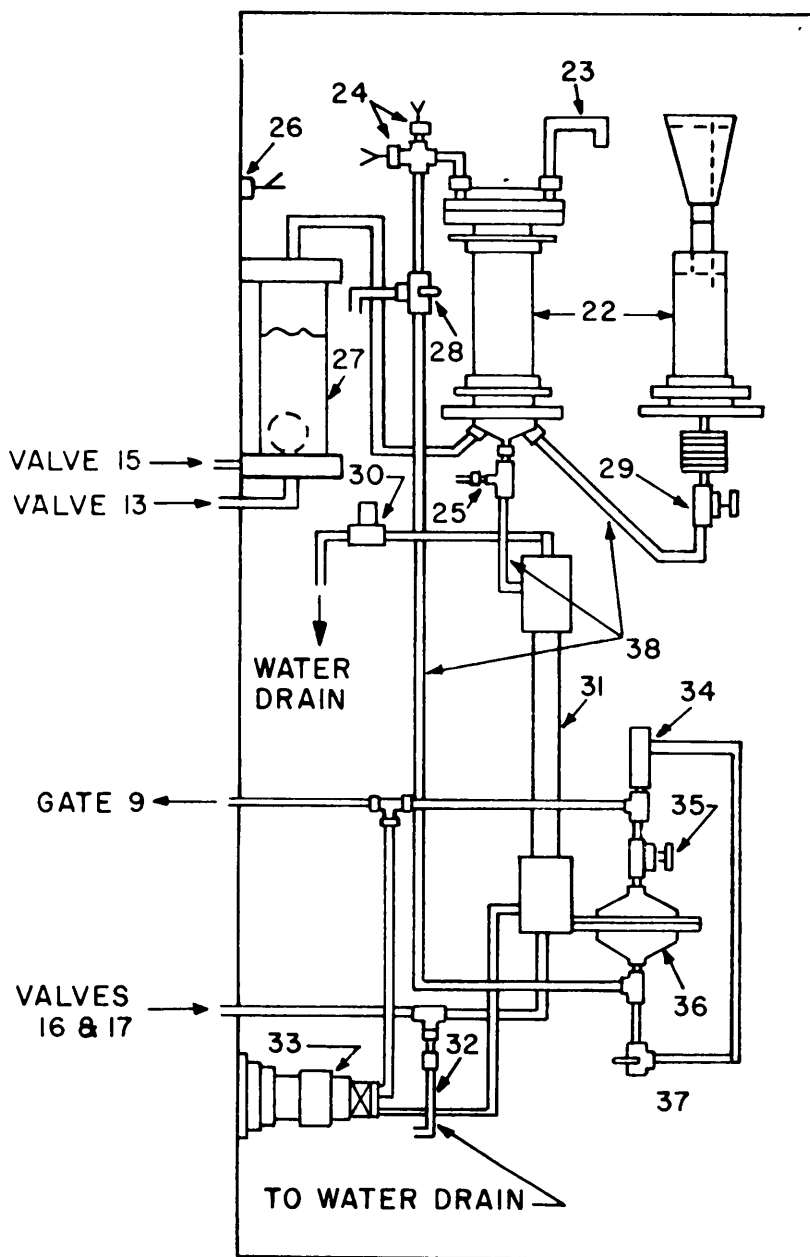 23
24
26
22
28
27
VALVE 15
29
30
VALVE 13
25
WATER
DRAIN
38
31
34
GATE 9
35
VALVES
16 & 17
36
33
32
37
TO WATER DRAIN